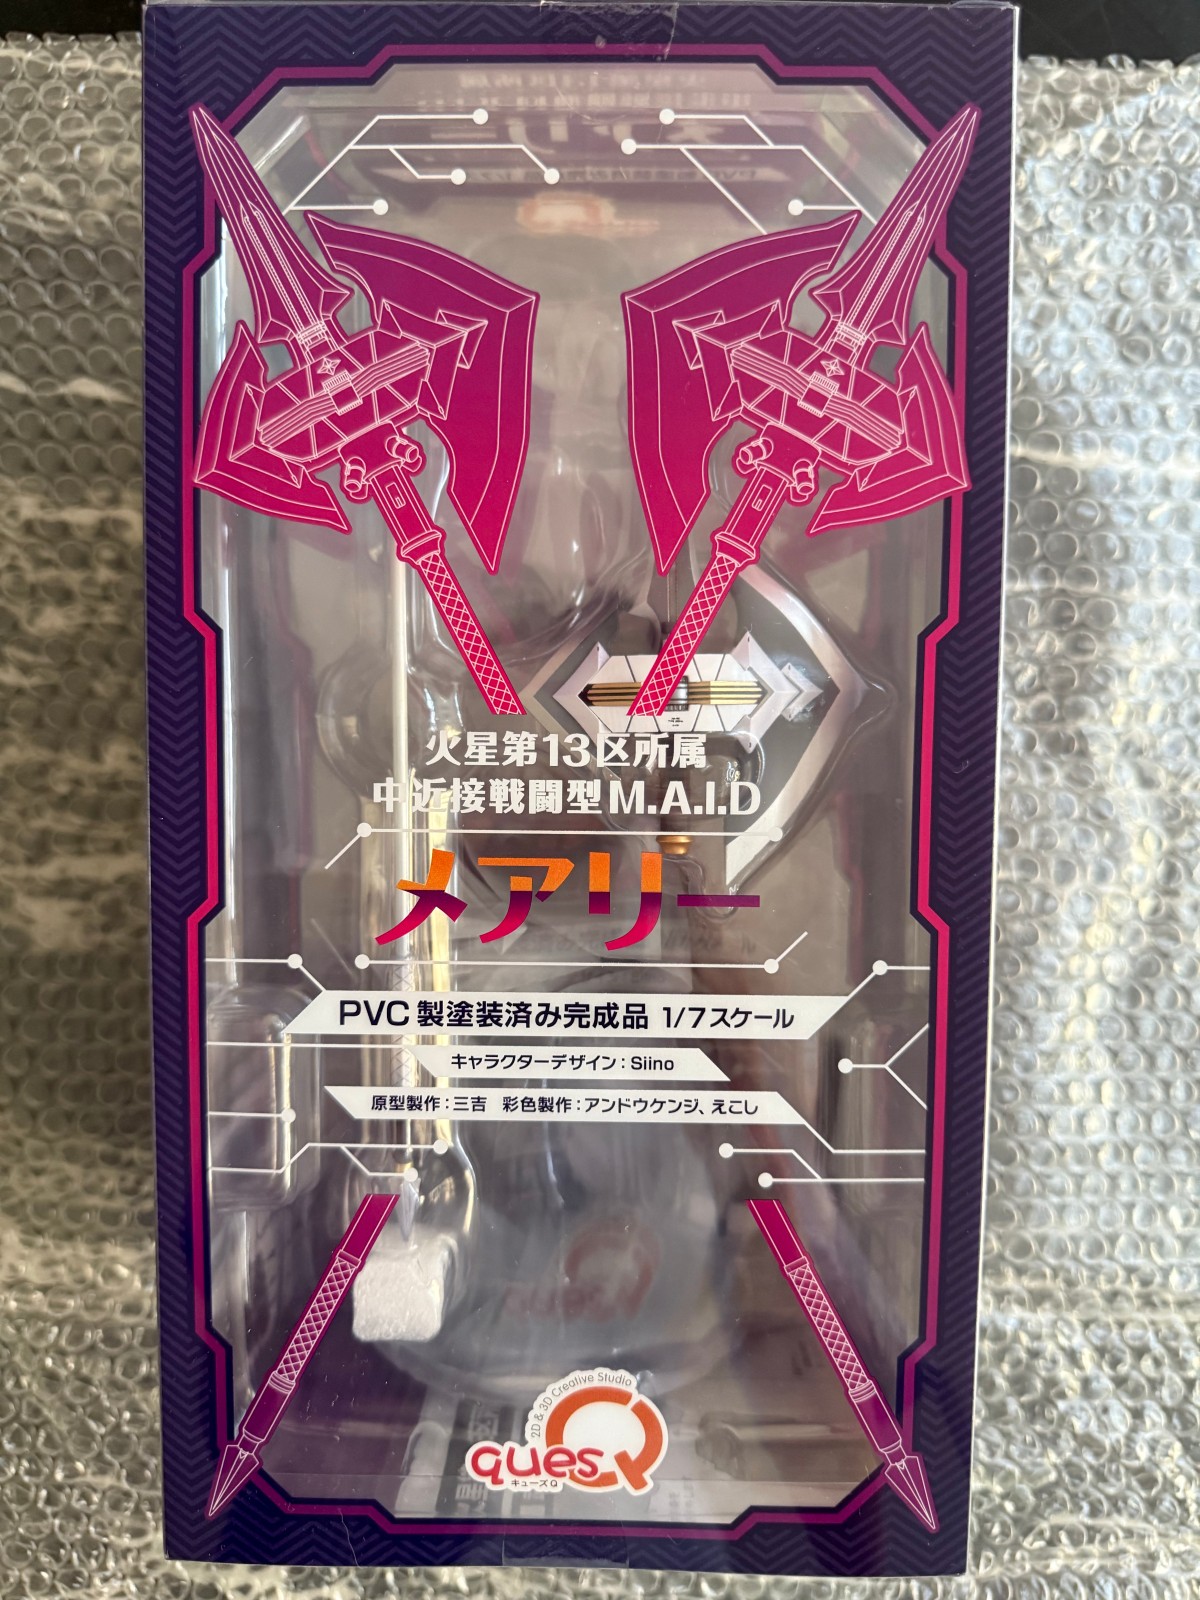 火星第13区所属
中近接戦闘型M.A.I.D
メアリー
PVC製塗装済み完成品 1/7スケール
キャラクターデザイン：Siino
原型製作：三吉 彩色製作：アンドウケンジ、えこし
2D & 3D Creative Studio
quesQ
キューズQ